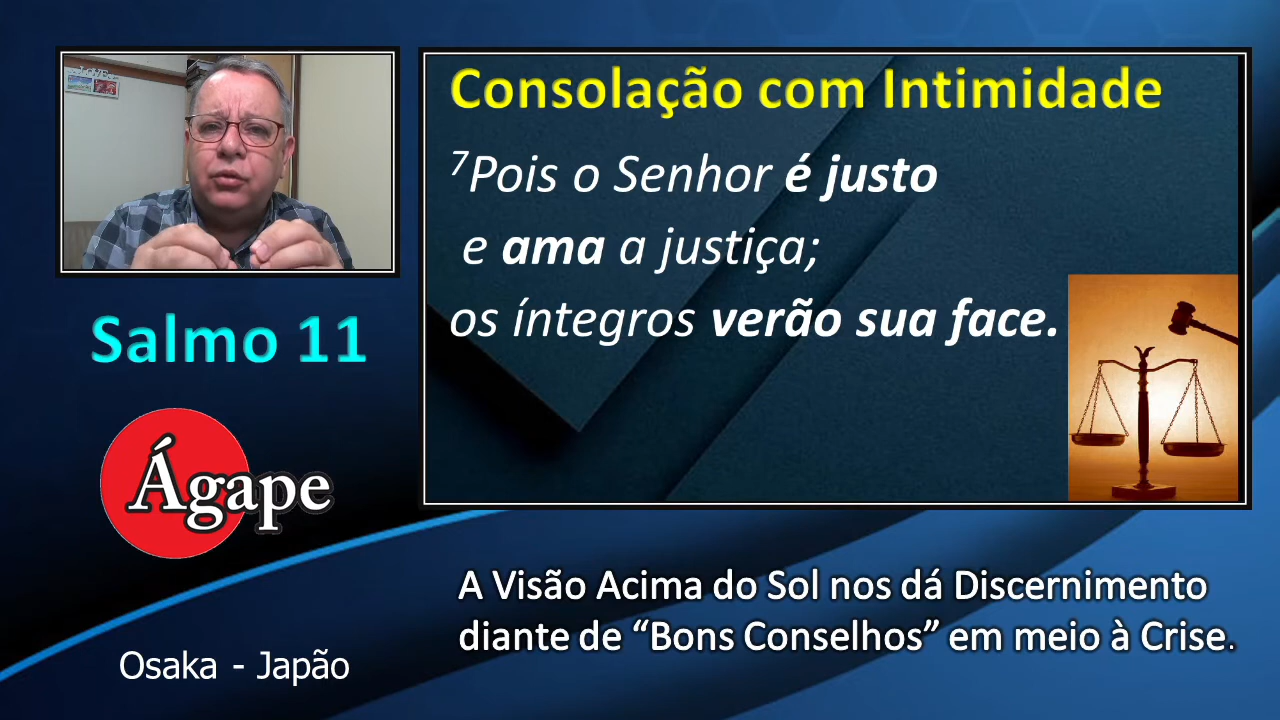 LOVE
Consolação com Intimidade
⁷Pois o Senhor é justo
e ama a justiça;
os íntegros verão sua face.
Salmo 11
Ágape
A Visão Acima do Sol nos dá Discernimento
diante de “Bons Conselhos” em meio à Crise.
Osaka - Japão